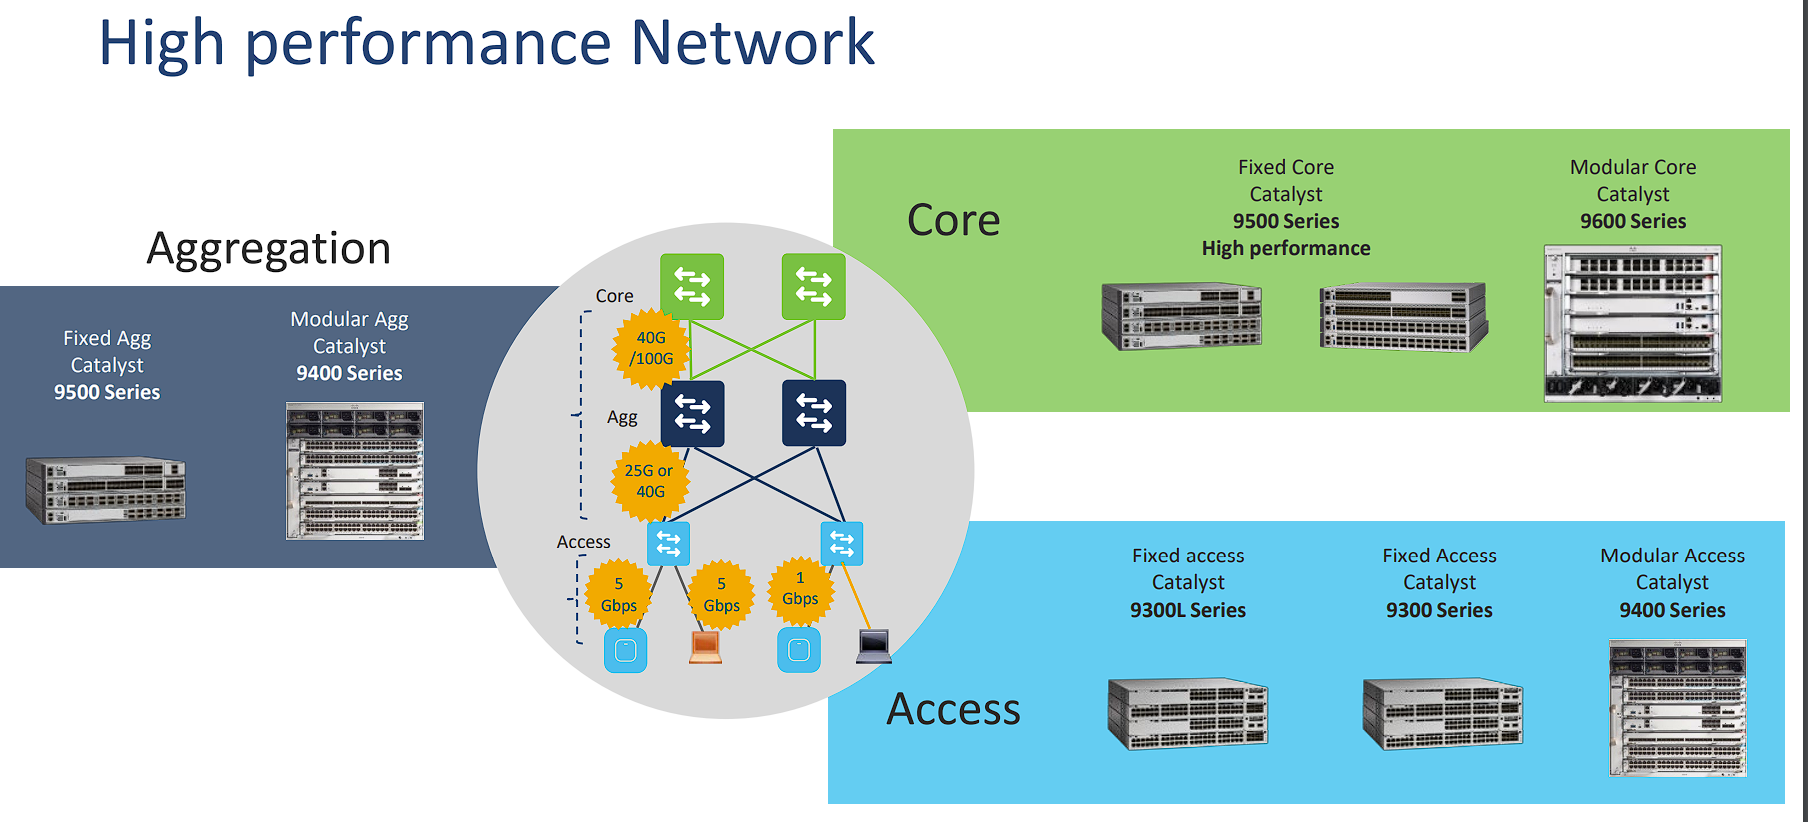 High performance Network
Aggregation
Fixed Agg
Catalyst
9500 Series
Modular Agg
Catalyst
9400 Series
Core
40G
/100G
Agg
25G or
40G
Access
5
Gbps
5
Gbps
1
Gbps
Core
Fixed Core
Catalyst
9500 Series
High performance
Modular Core
Catalyst
9600 Series
Access
Fixed access
Catalyst
9300L Series
Fixed Access
Catalyst
9300 Series
Modular Access
Catalyst
9400 Series